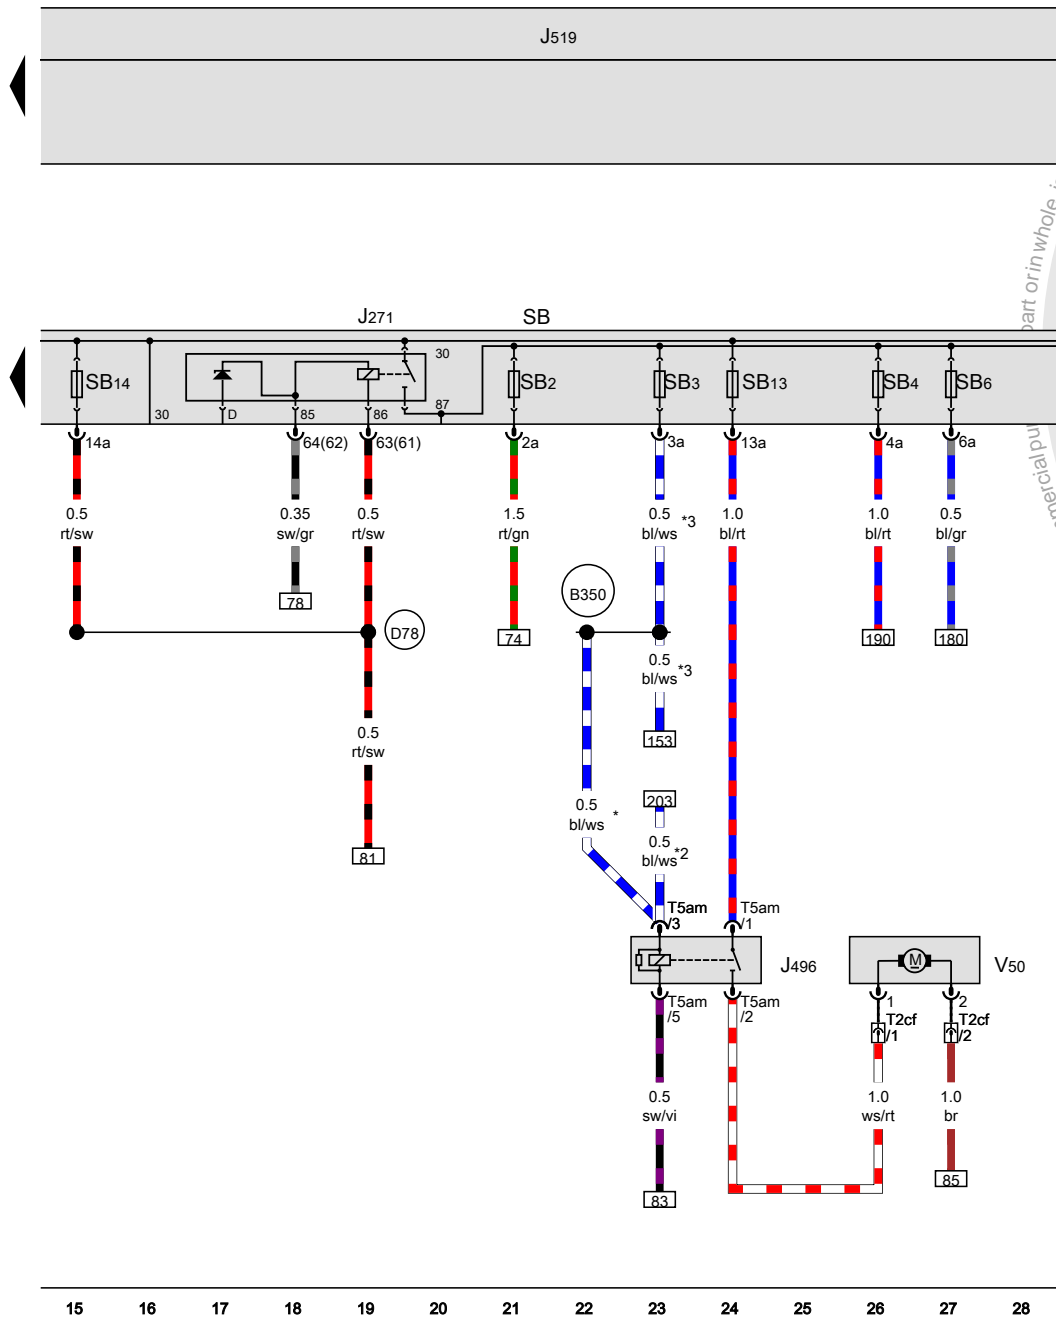 J519
part or in whole, i
J271 SB
30
SB14 SB2 SB3 SB13 SB4 SB6
30 D 85 86 87
14a 64(62) 63(61) 2a 3a 13a 4a 6a
0.5 0.35 0.5 1.5 0.5 *3 1.0 1.0 0.5
rt/sw sw/gr rt/sw rt/gn bl/ws bl/rt bl/rt bl/gr
B350
78
D78 74 190 180
0.5
bl/ws *3
0.5
rt/sw
153
203
0.5
bl/ws *
0.5
bl/ws *2
81
T5am
/3
T5am
/1
J496 M V50
T5am
/5
T5am
/2
1 2
T2cf
/1
T2cf
/2
0.5 1.0 1.0
sw/vi ws/rt br
83 85
15 16 17 18 19 20 21 22 23 24 25 26 27 28